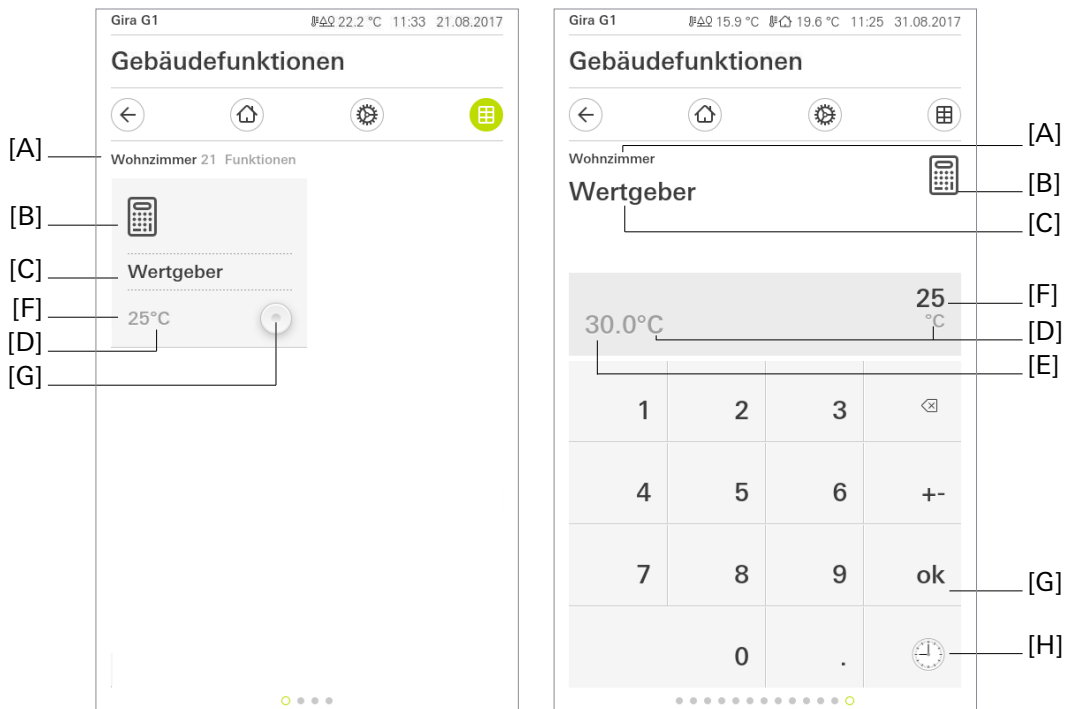 Gira G1 22.2 °C 11:33 21.08.2017
Gebäudefunktionen
[A] Wohnzimmer 21 Funktionen
[B]
[C] Wertgeber
[F] 25°C
[D]
[G]
Gira G1 15.9 °C 19.6 °C 11:25 31.08.2017
Gebäudefunktionen
Wohnzimmer [A]
[B]
Wertgeber [C]
25 [F]
30.0°C °C [D]
[E]
1 2 3
4 5 6 +-
7 8 9 ok [G]
0 . [H]